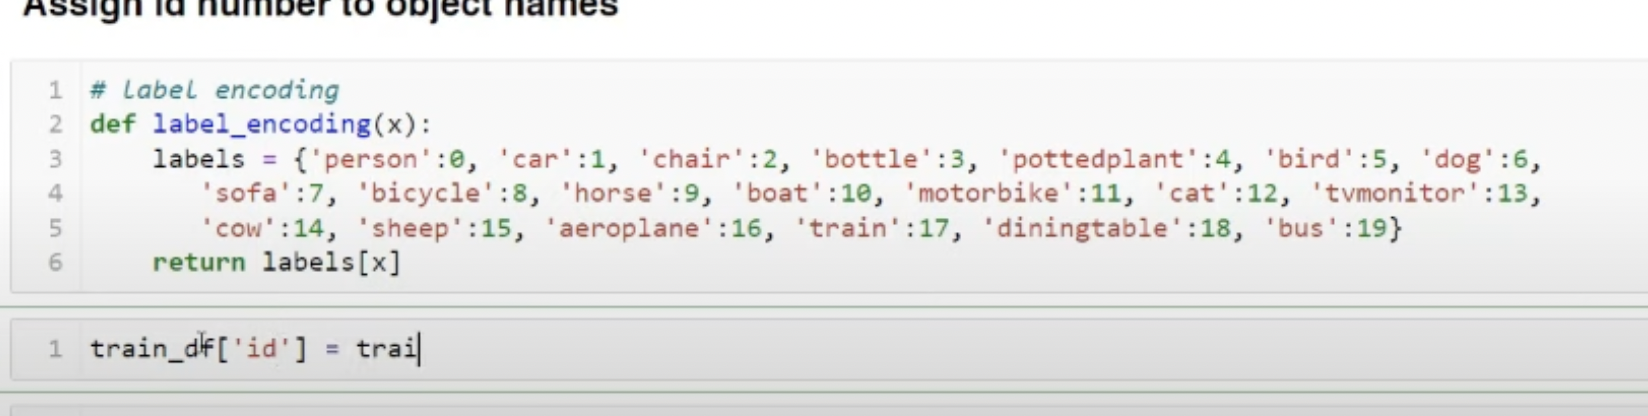 Assign id number to object names
1 # label encoding
2 def label_encoding(x):
3 labels = {'person':0, 'car':1, 'chair':2, 'bottle':3, 'pottedplant':4, 'bird':5, 'dog':6,
4 'sofa':7, 'bicycle':8, 'horse':9, 'boat':10, 'motorbike':11, 'cat':12, 'tvmonitor':13,
5 'cow':14, 'sheep':15, 'aeroplane':16, 'train':17, 'diningtable':18, 'bus':19}
6 return labels[x]
1 train_df['id'] = trai